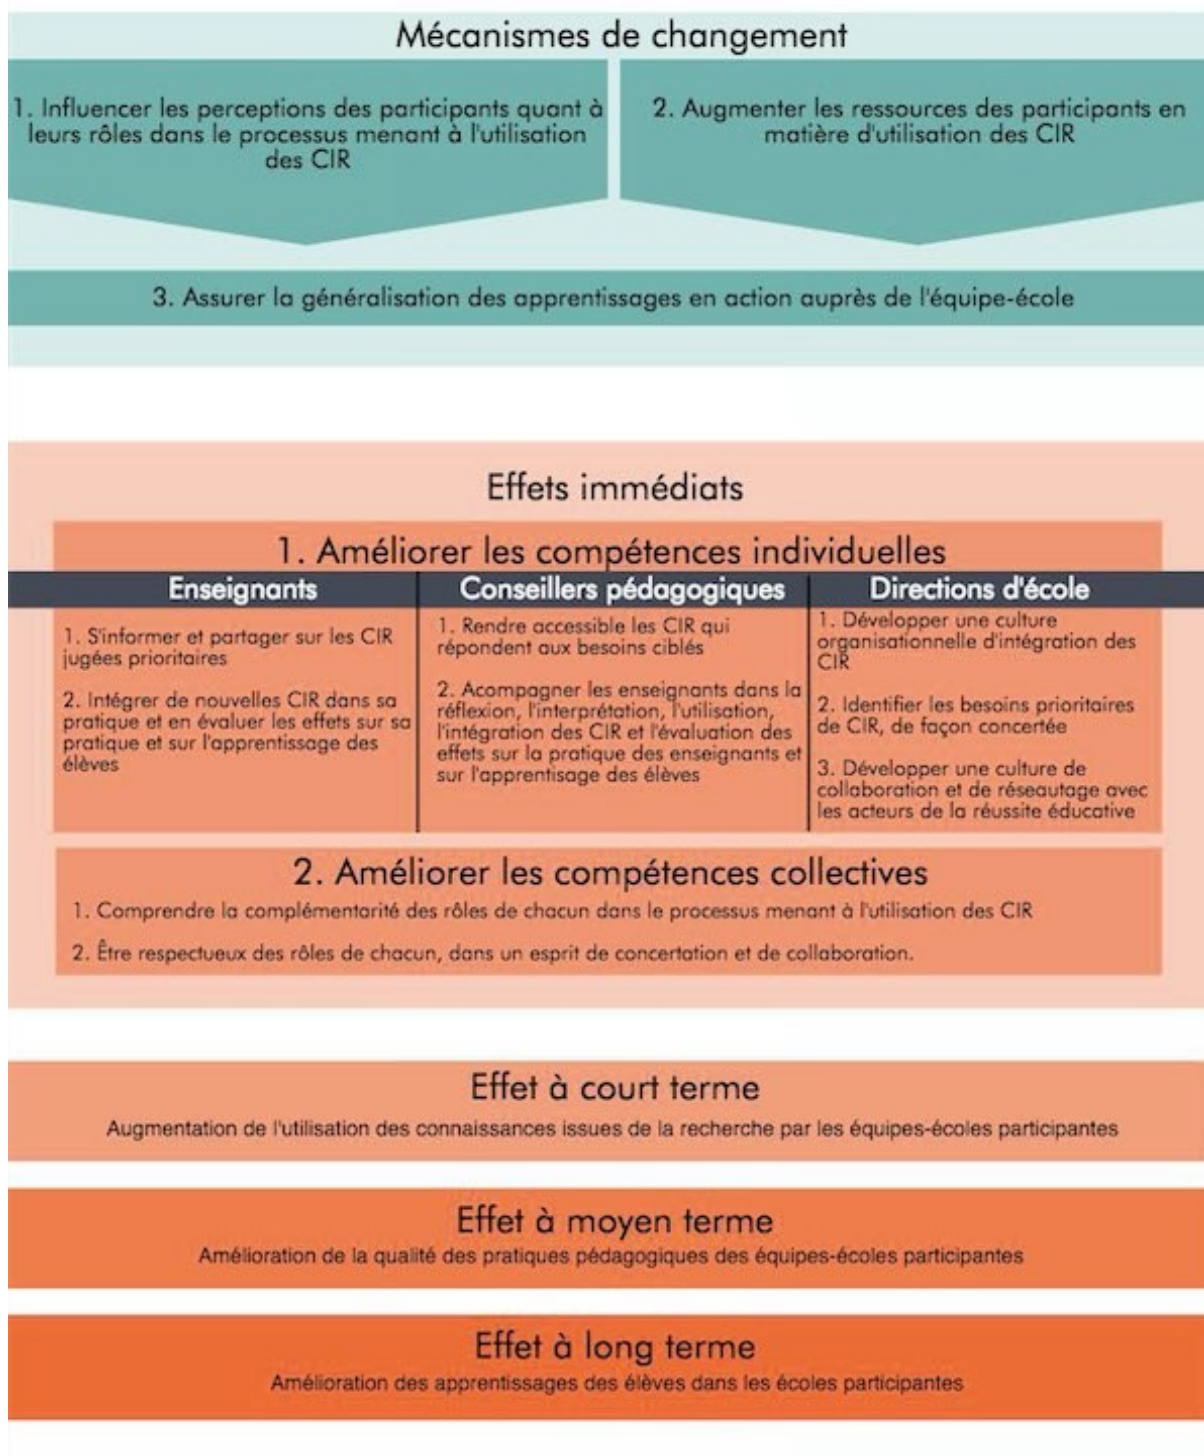 Mécanismes de changement
1. Influencer les perceptions des participants quant à
leurs rôles dans le processus menant à l'utilisation
des CIR
2. Augmenter les ressources des participants en
matière d'utilisation des CIR
3. Assurer la généralisation des apprentissages en action auprès de l'équipe-école
Effets immédiats
1. Améliorer les compétences individuelles
Enseignants
1. S'informer et partager sur les CIR
jugées prioritaires
2. Intégrer de nouvelles CIR dans sa
pratique et en évaluer les effets sur sa
pratique et sur l'apprentissage des
élèves
Conseillers pédagogiques
1. Rendre accessible les CIR qui
répondent aux besoins ciblés
2. Acompagner les enseignants dans la
réflexion, l'interprétation, l'utilisation,
l'intégration des CIR et l'évaluation des
effets sur la pratique des enseignants et
sur l'apprentisage des élèves
Directions d'école
1. Développer une culture
organisationnelle d'intégration des
CIR
2. Identifier les besoins prioritaires
de CIR, de façon concertée
3. Développer une culture de
collaboration et de réseautage avec
les acteurs de la réussite éducative
2. Améliorer les compétences collectives
1. Comprendre la complémentarité des rôles de chacun dans le processus menant à l'utilisation des CIR
2. Être respectueux des rôles de chacun, dans un esprit de concertation et de collaboration.
Effet à court terme
Augmentation de l'utilisation des connaissances issues de la recherche par les équipes-écoles participantes
Effet à moyen terme
Amélioration de la qualité des pratiques pédagogiques des équipes-écoles participantes
Effet à long terme
Amélioration des apprentissages des élèves dans les écoles participantes